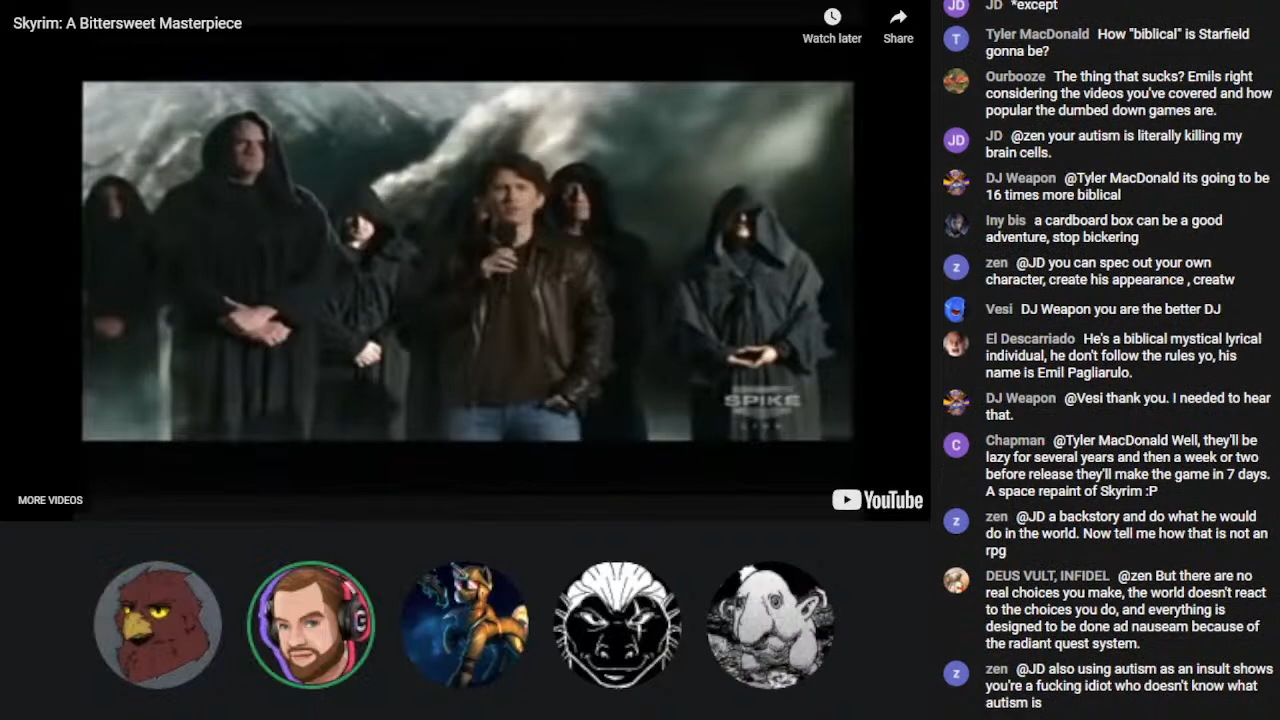 Skyrim: A Bittersweet Masterpiece
Watch later
Share
SPIKE
MORE VIDEOS
YouTube
JD
JD *except
T
Tyler MacDonald How "biblical" is Starfield
gonna be?
Ourbooze The thing that sucks? Emils right
considering the videos you've covered and how
popular the dumbed down games are.
JD
JD @zen your autism is literally killing my
brain cells.
DJ Weapon @Tyler MacDonald its going to be
16 times more biblical
Iny bis a cardboard box can be a good
adventure, stop bickering
z
zen @JD you can spec out your own
character, create his appearance , creatw
Vesi DJ Weapon you are the better DJ
El Descarriado He's a biblical mystical lyrical
individual, he don't follow the rules yo, his
name is Emil Pagliarulo.
DJ Weapon @Vesi thank you. I needed to hear
that.
C
Chapman @Tyler MacDonald Well, they'll be
lazy for several years and then a week or two
before release they'll make the game in 7 days.
A space repaint of Skyrim :P
z
zen @JD a backstory and do what he would
do in the world. Now tell me how that is not an
rpg
DEUS VULT, INFIDEL @zen But there are no
real choices you make, the world doesn't react
to the choices you do, and everything is
designed to be done ad nauseam because of
the radiant quest system.
z
zen @JD also using autism as an insult shows
you're a fucking idiot who doesn't know what
autism is